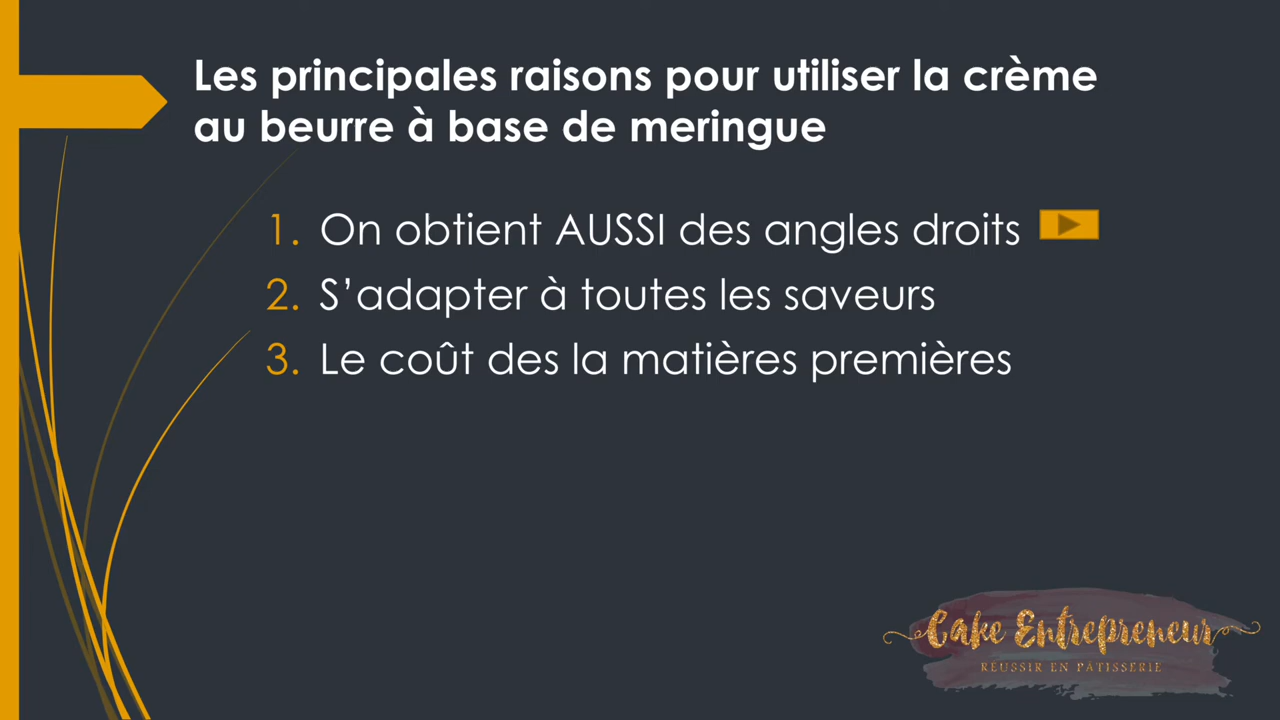 Les principales raisons pour utiliser la crème
au beurre à base de meringue
1. On obtient AUSSI des angles droits
2. S'adapter à toutes les saveurs
3. Le coût des la matières premières
Cake Entrepreneur
RÉUSSIR EN PÂTISSERIE